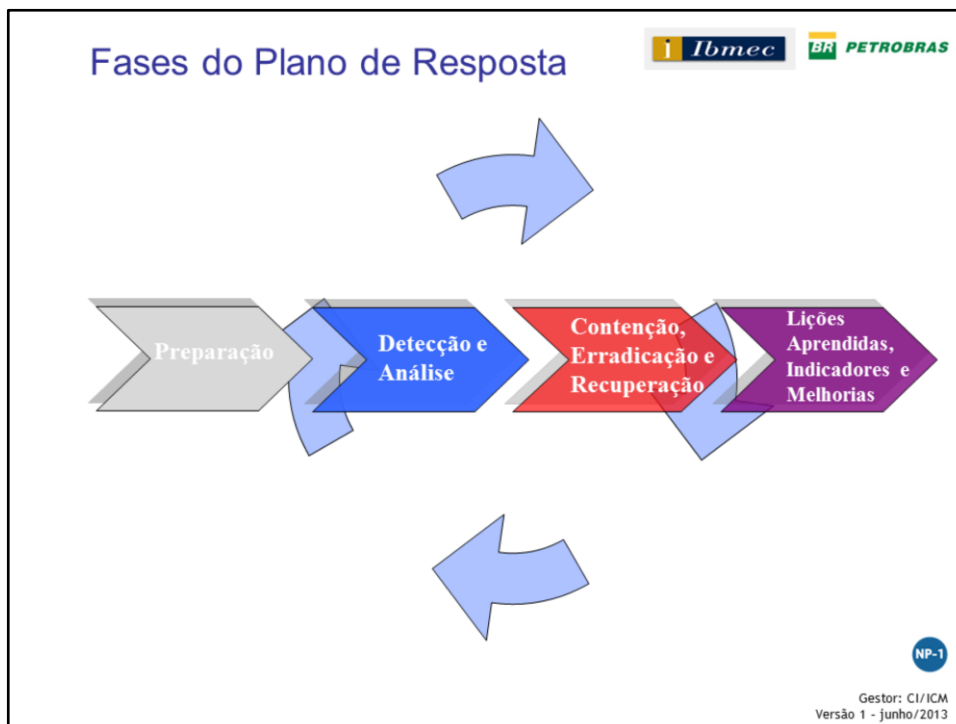 Fases do Plano de Resposta
i Ibmec
BR PETROBRAS
Preparação
Detecção e
Análise
Contenção,
Erradicação e
Recuperação
Lições
Aprendidas,
Indicadores e
Melhorias
NP-1
Gestor: CI/ICM
Versão 1 - junho/2013